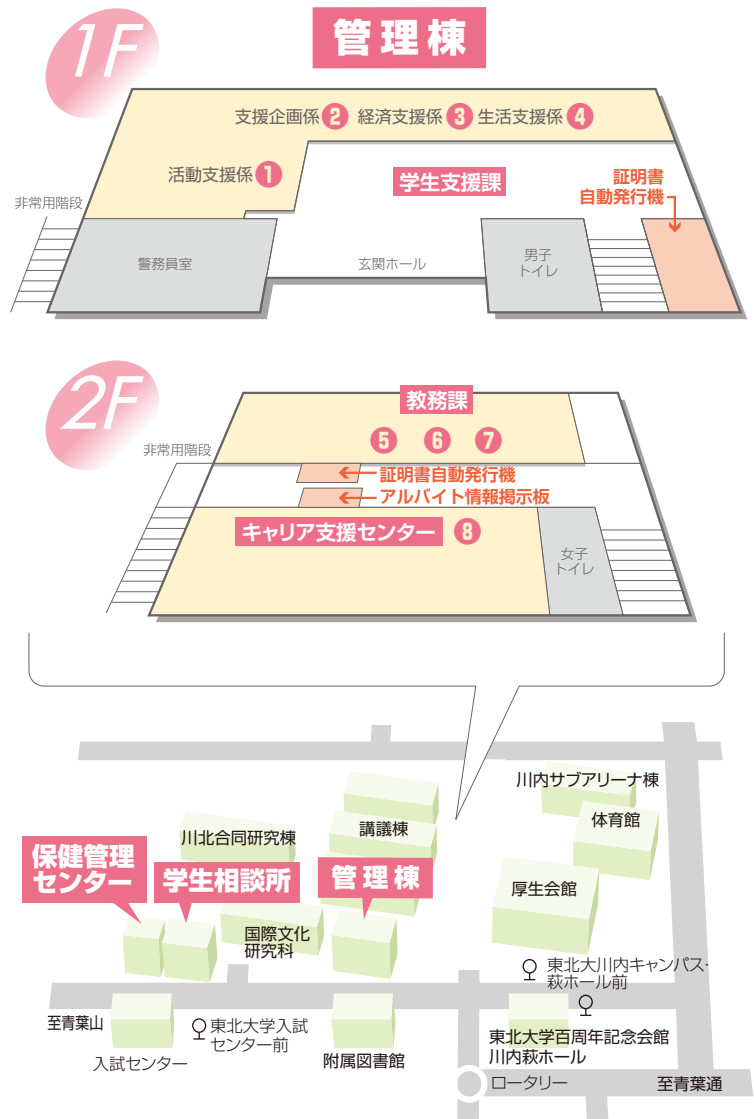 1F
管理棟
支援企画係 2 経済支援係 3 生活支援係 4
活動支援係 1
学生支援課
証明書
自動発行機
非常用階段
警務員室
玄関ホール
男子
トイレ
2F
教務課
5 6 7
非常用階段
証明書自動発行機
アルバイト情報掲示板
キャリア支援センター 8
女子
トイレ
川内サブアリーナ棟
体育館
講義棟
川北合同研究棟
保健管理
センター
学生相談所
管理棟
厚生会館
国際文化
研究科
東北大川内キャンパス・
萩ホール前
至青葉山
東北大学入試
センター前
入試センター
附属図書館
東北大学百周年記念会館
川内萩ホール
ロータリー
至青葉通